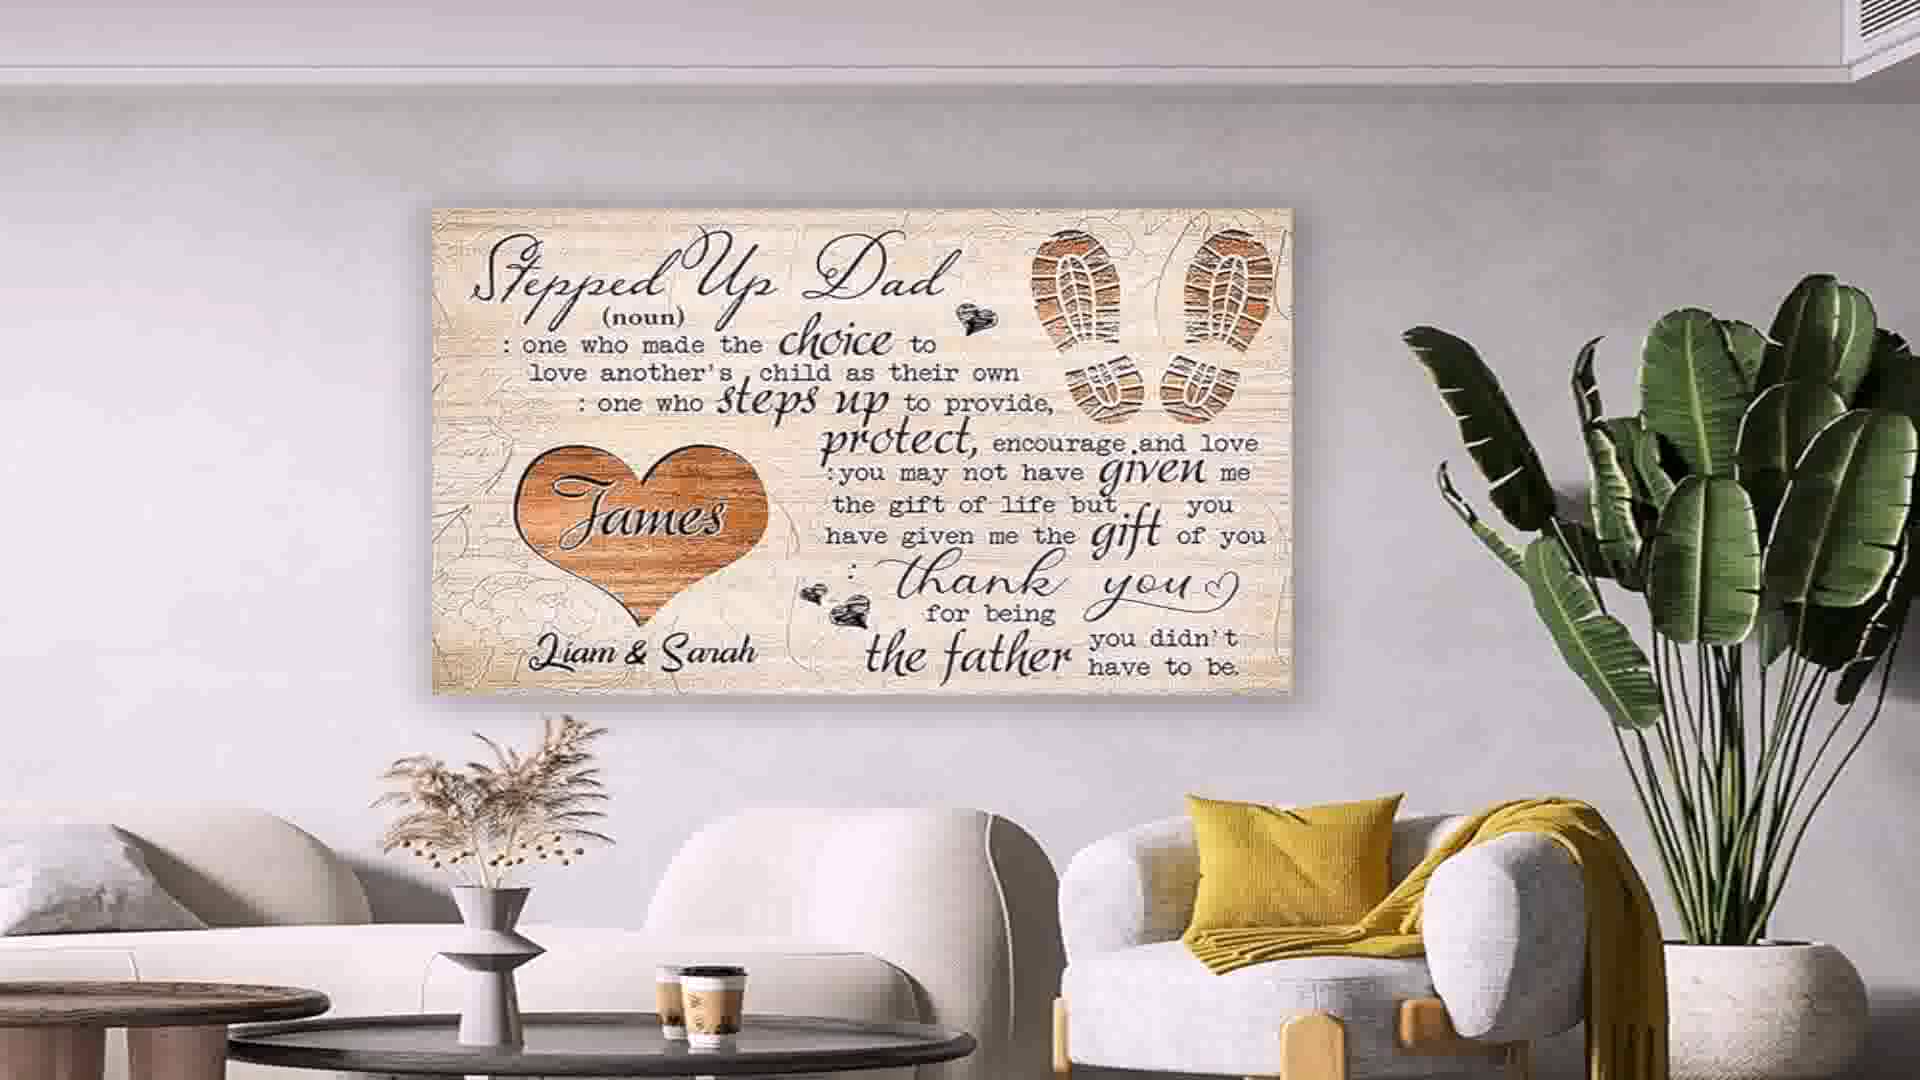 Stepped Up Dad
(noun)
: one who made the choice to
love another's child as their own
: one who steps up to provide,
protect, encourage and love
:you may not have given me
the gift of life but you
have given me the gift of you
: thank you
for being
the father you didn't
have to be.
James
Liam & Sarah